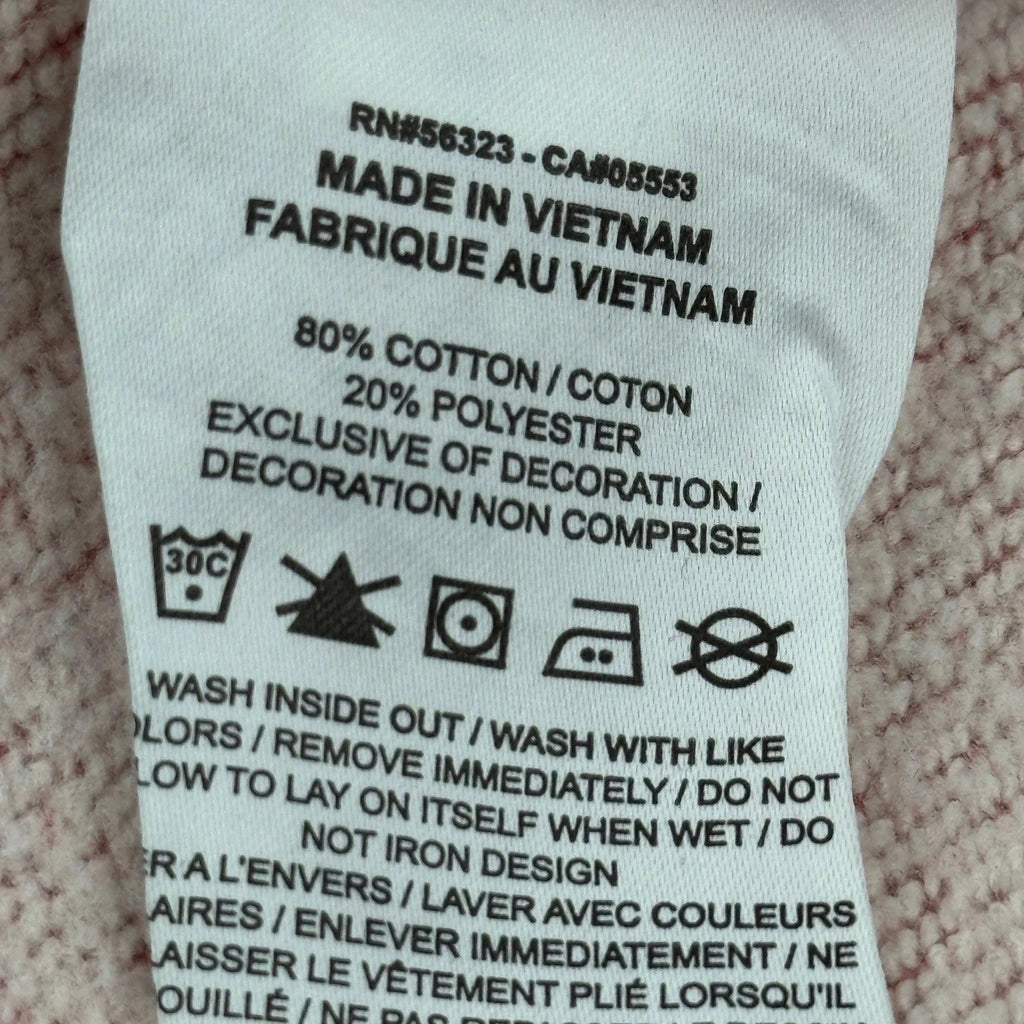 RN#56323 - CA#05553
MADE IN VIETNAM
FABRIQUE AU VIETNAM
80% COTTON / COTON
20% POLYESTER
EXCLUSIVE OF DECORATION /
DECORATION NON COMPRISE
30C
WASH INSIDE OUT / WASH WITH LIKE
OLORS / REMOVE IMMEDIATELY / DO NOT
LOW TO LAY ON ITSELF WHEN WET / DO
NOT IRON DESIGN
ER A L'ENVERS / LAVER AVEC COULEURS
AIRES / ENLEVER IMMEDIATEMENT / NE
AISSER LE VÊTEMENT PLIÉ LORSQU'IL
OUILLÉ / NE PAS